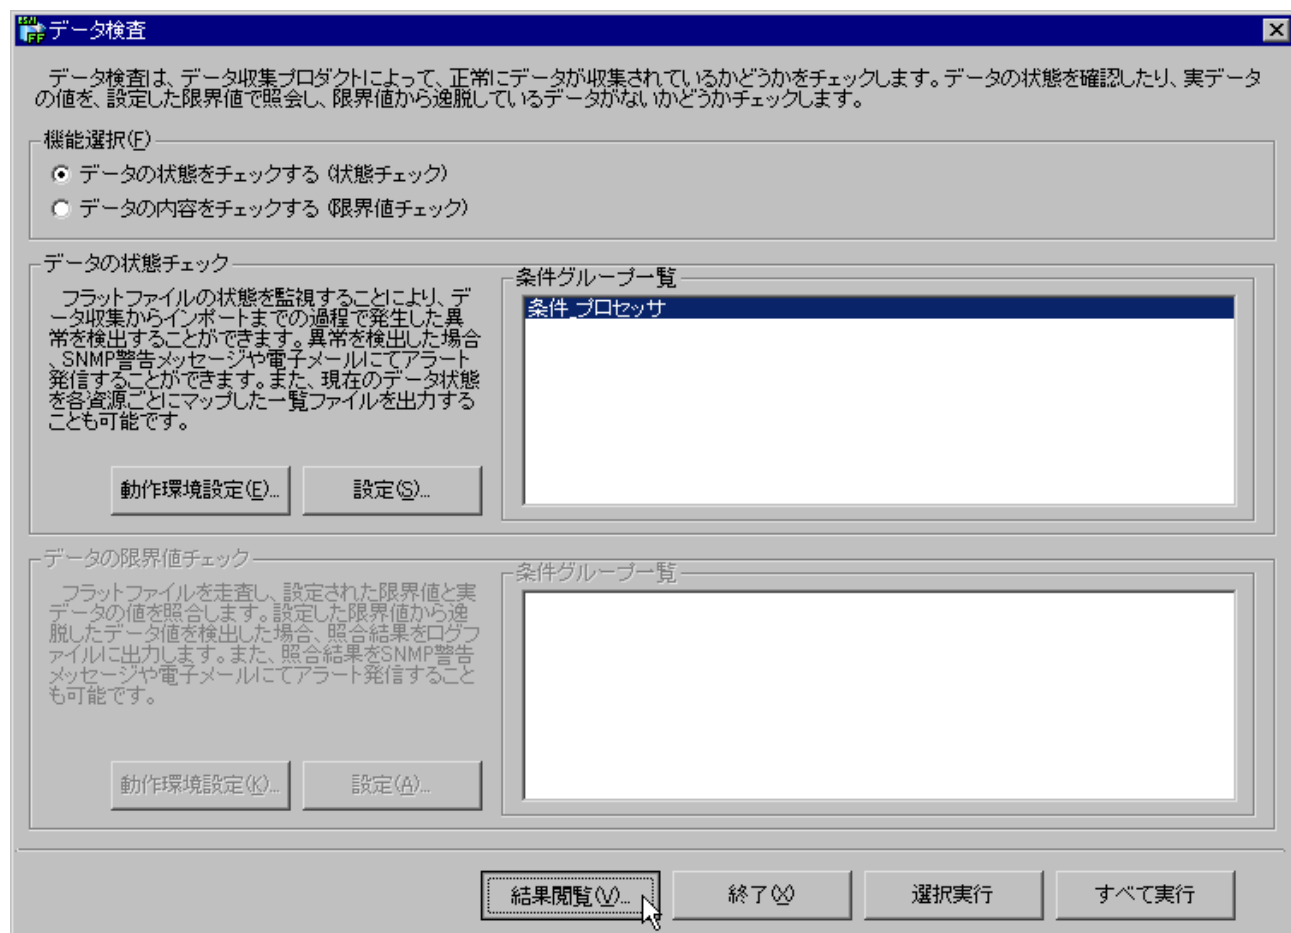 データ検査
データ検査は、データ収集プロダクトによって、正常にデータが収集されているかどうかをチェックします。データの状態を確認したり、実データ
の値を、設定した限界値で照会し、限界値から逸脱しているデータがないかどうかチェックします。
機能選択(F)
データの状態をチェックする (状態チェック)
データの内容をチェックする (限界値チェック)
データの状態チェック
フラットファイルの状態を監視することにより、デ
ータ収集からインポートまでの過程で発生した異
常を検出することができます。異常を検出した場合
、SNMP警告メッセージや電子メールにてアラート
発信することができます。また、現在のデータ状態
を各資源ごとにマップした一覧ファイルを出力する
ことも可能です。
動作環境設定(E)...
設定(S)...
条件グループ一覧
条件_プロセッサ
データの限界値チェック
フラットファイルを走査し、設定された限界値と実
データの値を照合します。設定した限界値から逸
脱したデータ値を検出した場合、照合結果をログフ
ァイルに出力します。また、照合結果をSNMP警告
メッセージや電子メールにてアラート発信すること
も可能です。
動作環境設定(K)...
設定(A)...
条件グループ一覧
結果閲覧(V)...
終了(X)
選択実行
すべて実行